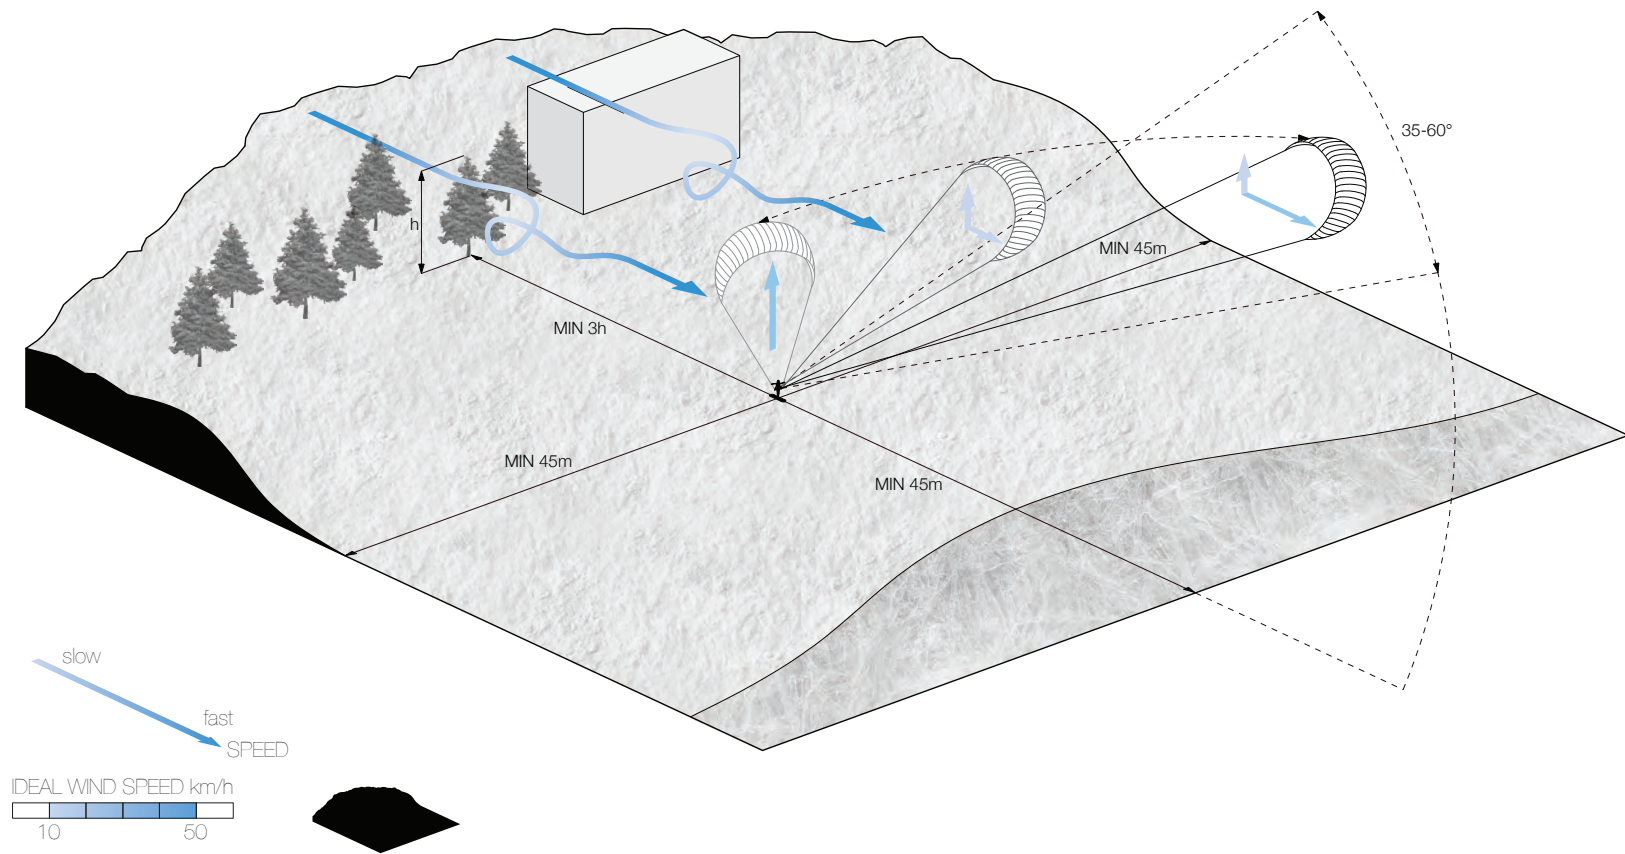 35-60°
h
MIN 45m
MIN 3h
MIN 45m
MIN 45m
slow
fast
SPEED
IDEAL WIND SPEED km/h
10 50